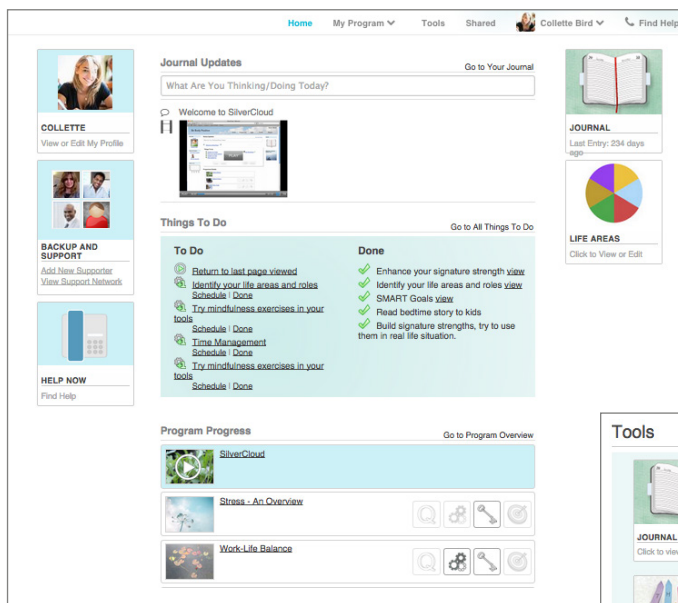 Home My Program Tools Shared Collette Bird Find Help
COLLETTE
View or Edit My Profile
BACKUP AND
SUPPORT
Add New Supporter
View Support Network
HELP NOW
Find Help
Journal Updates Go to Your Journal
What Are You Thinking/Doing Today?
Welcome to SilverCloud
Things To Do Go to All Things To Do
To Do
Return to last page viewed
Identify your life areas and roles
Schedule | Done
Try mindfulness exercises in your
tools
Schedule | Done
Time Management
Schedule | Done
Try mindfulness exercises in your
tools
Schedule | Done
Done
Enhance your signature strength view
Identify your life areas and roles view
SMART Goals view
Read bedtime story to kids
Build signature strengths, try to use
them in real life situation.
Program Progress Go to Program Overview
SilverCloud
Stress - An Overview
Work-Life Balance
JOURNAL
Last Entry: 234 days
ago
LIFE AREAS
Click to View or Edit
Tools
JOURNAL
Click to view